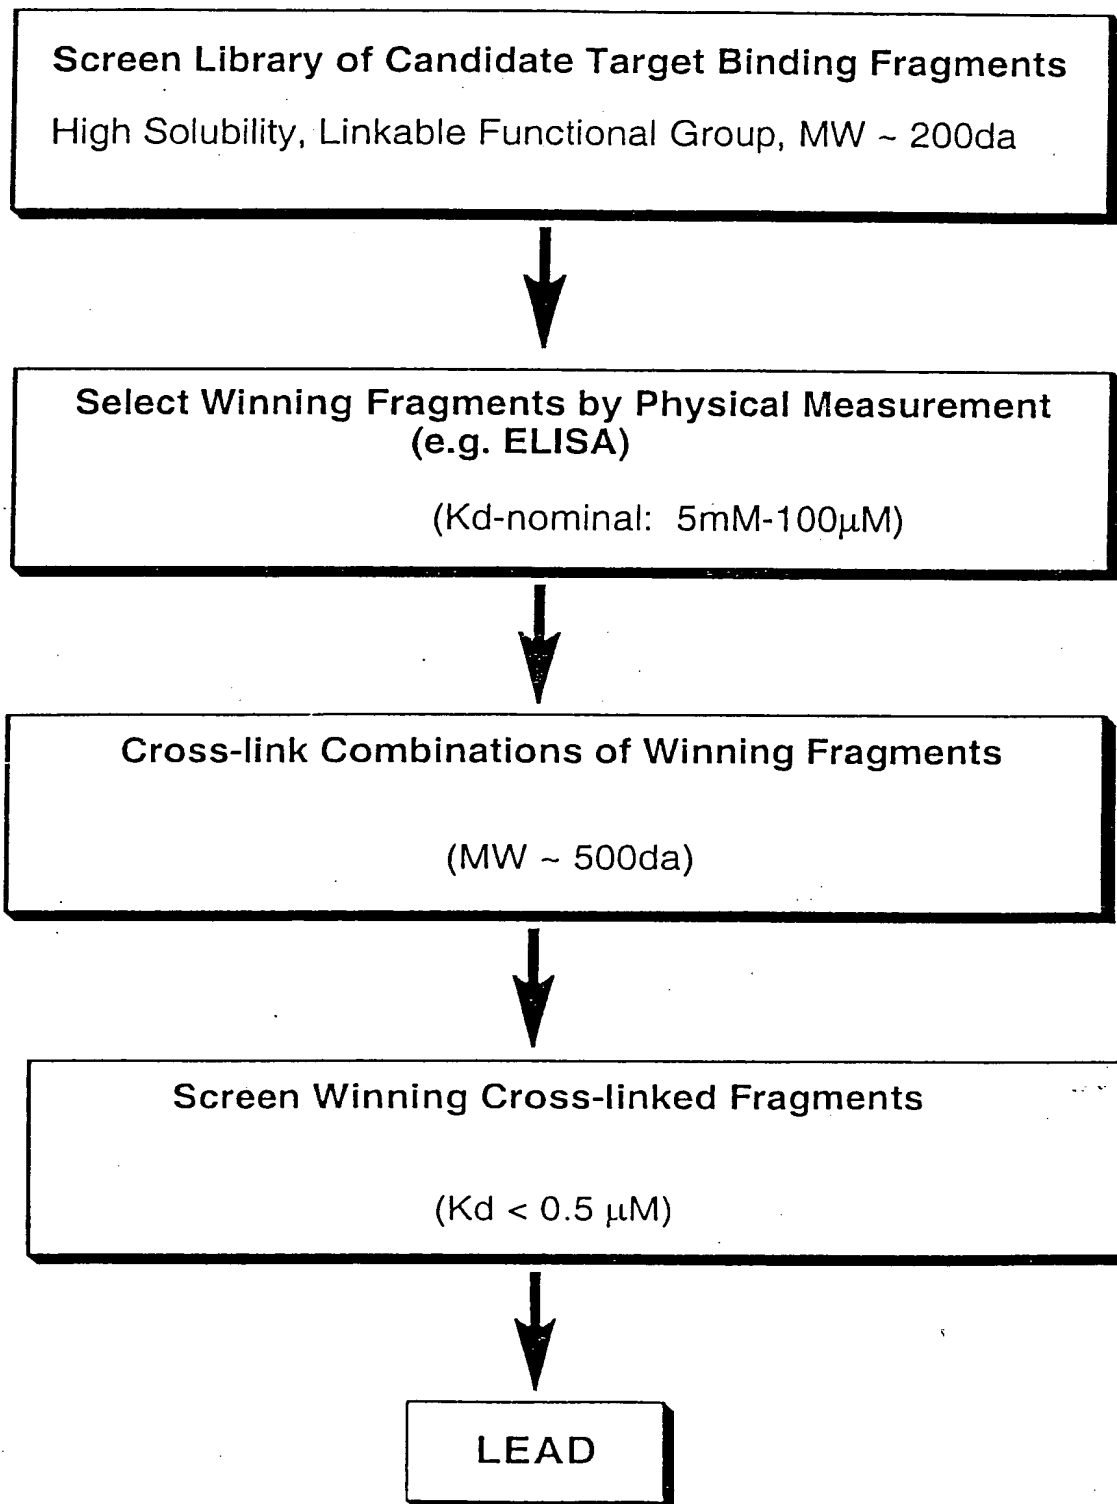 Screen Library of Candidate Target Binding Fragments
High Solubility, Linkable Functional Group, MW ~ 200da
Select Winning Fragments by Physical Measurement
(e.g. ELISA)
(Kd-nominal: 5mM-100µM)
Cross-link Combinations of Winning Fragments
(MW ~ 500da)
Screen Winning Cross-linked Fragments
(Kd < 0.5 µM)
LEAD